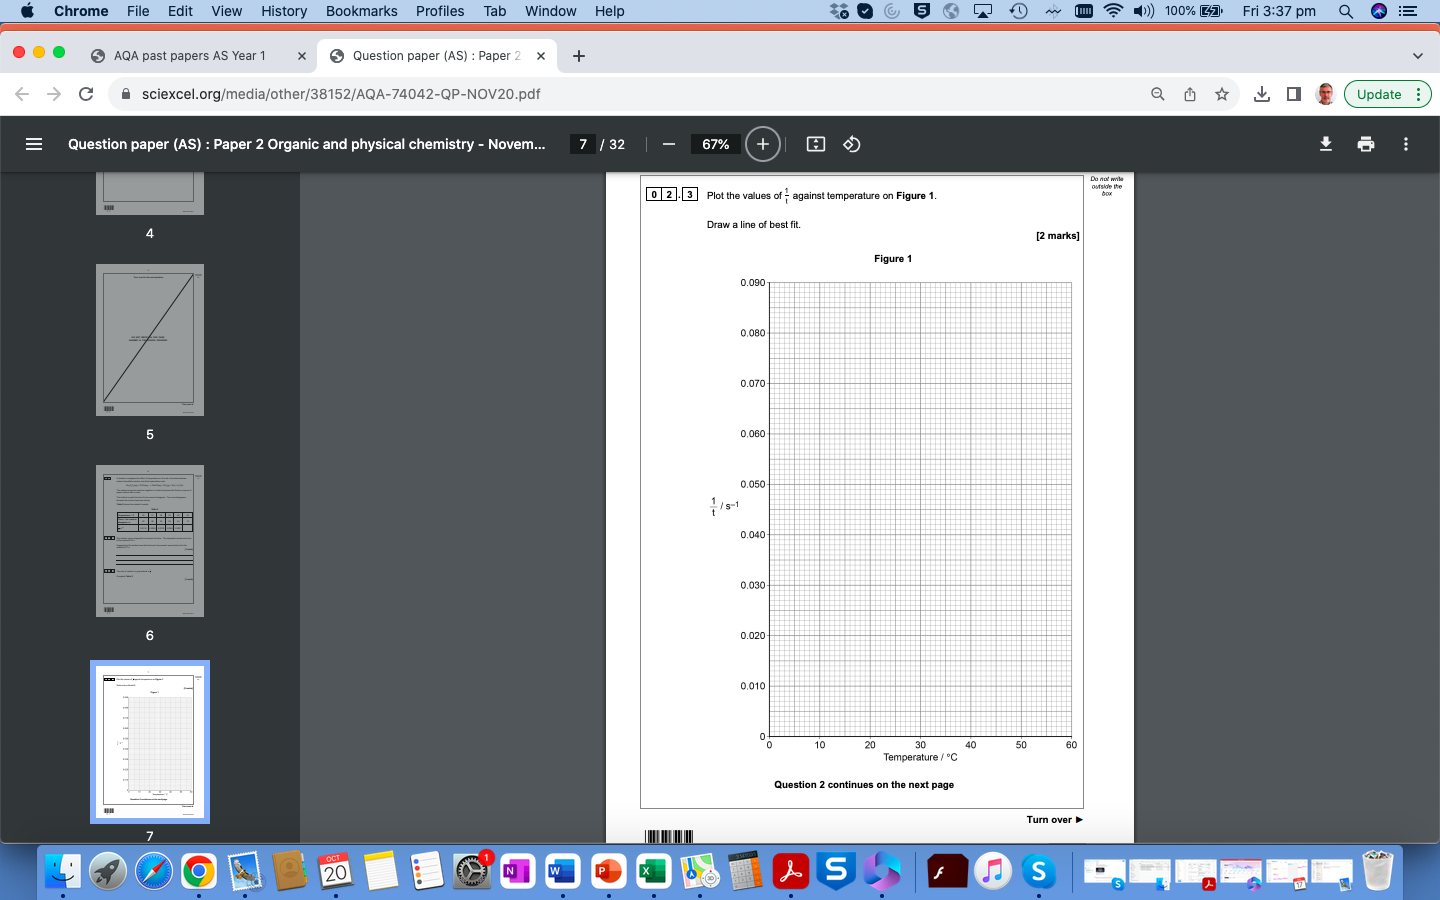 Chrome File Edit View History Bookmarks Profiles Tab Window Help 100% Fri 3:37 pm
AQA past papers AS Year 1
Question paper (AS) : Paper 2
sciexcel.org/media/other/38152/AQA-74042-QP-NOV20.pdf
Update
Question paper (AS) : Paper 2 Organic and physical chemistry - Novem...
7 / 32
67%
4
5
6
7
Do not write
outside the
box
0 2 . 3 Plot the values of 1/t against temperature on Figure 1.
Draw a line of best fit.
[2 marks]
Figure 1
0.090
0.080
0.070
0.060
0.050
1/t / s–1
0.040
0.030
0.020
0.010
0
0 10 20 30 40 50 60
Temperature / °C
Question 2 continues on the next page
Turn over ►
OCT
20
1
17